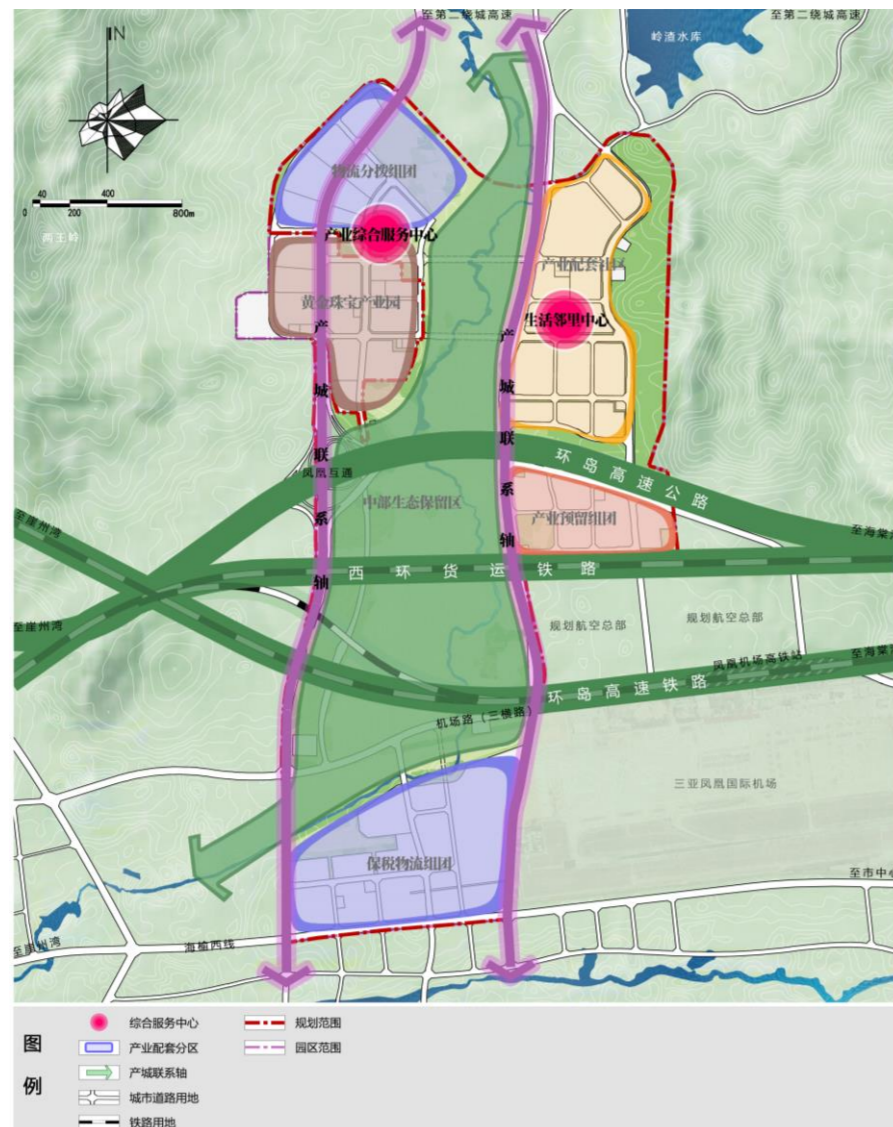 至第二绕城高速
至第二绕城高速
岭渣水库
N
40
400
0
200
800m
两王岭
物流分拨组团
产业综合服务中心
产业配套社区
黄金珠宝产业园
生活邻里中心
产城联系轴
产城联系轴
凤凰互通
环岛高速公路
中部生态保留区
产业预留组团
至崖州湾
至海棠湾
西环货运铁路
至崖州湾
规划航空总部
规划航空总部
凤凰机场高铁站
至海棠湾
环岛高速铁路
机场路（三横路）
三亚凤凰国际机场
保税物流组团
至市中心
至崖州湾
海榆西线
图例
综合服务中心
规划范围
产业配套分区
园区范围
产城联系轴
城市道路用地
铁路用地